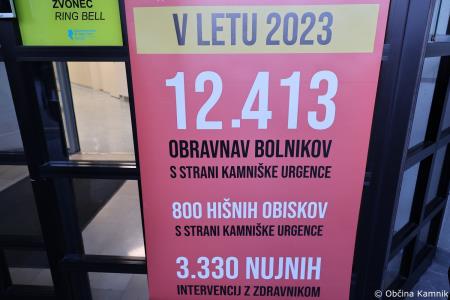 ZVONEC
RING BELL
V LETU 2023
12.413
OBRAVNAV BOLNIKOV
S STRANI KAMNIŠKE URGENCE
800 HIŠNIH OBISKOV
S STRANI KAMNIŠKE URGENCE
3.330 NUJNIH
INTERVENCIJ Z ZDRAVNIKOM
© Občina Kamnik